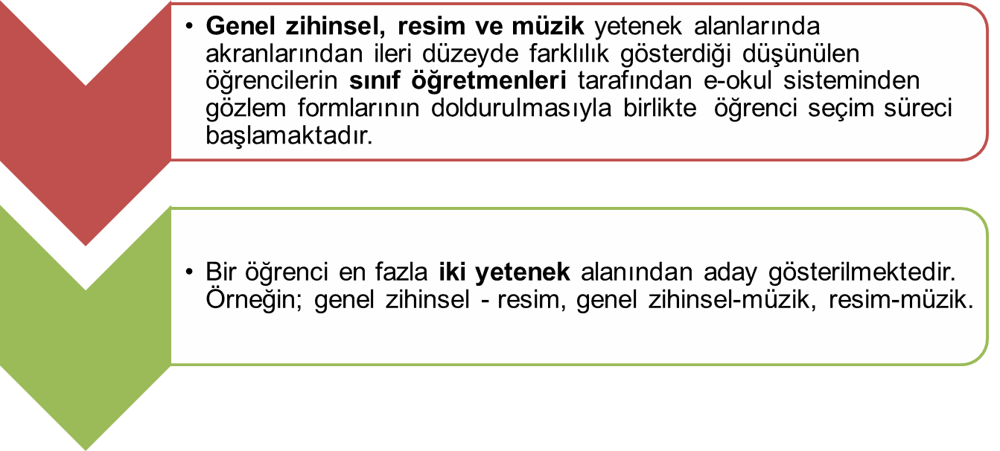 • Genel zihinsel, resim ve müzik yetenek alanlarında
akranlarından ileri düzeyde farklılık gösterdiği düşünülen
öğrencilerin sınıf öğretmenleri tarafından e-okul sisteminden
gözlem formlarının doldurulmasıyla birlikte öğrenci seçim süreci
başlamaktadır.
• Bir öğrenci en fazla iki yetenek alanından aday gösterilmektedir.
Örneğin; genel zihinsel - resim, genel zihinsel-müzik, resim-müzik.